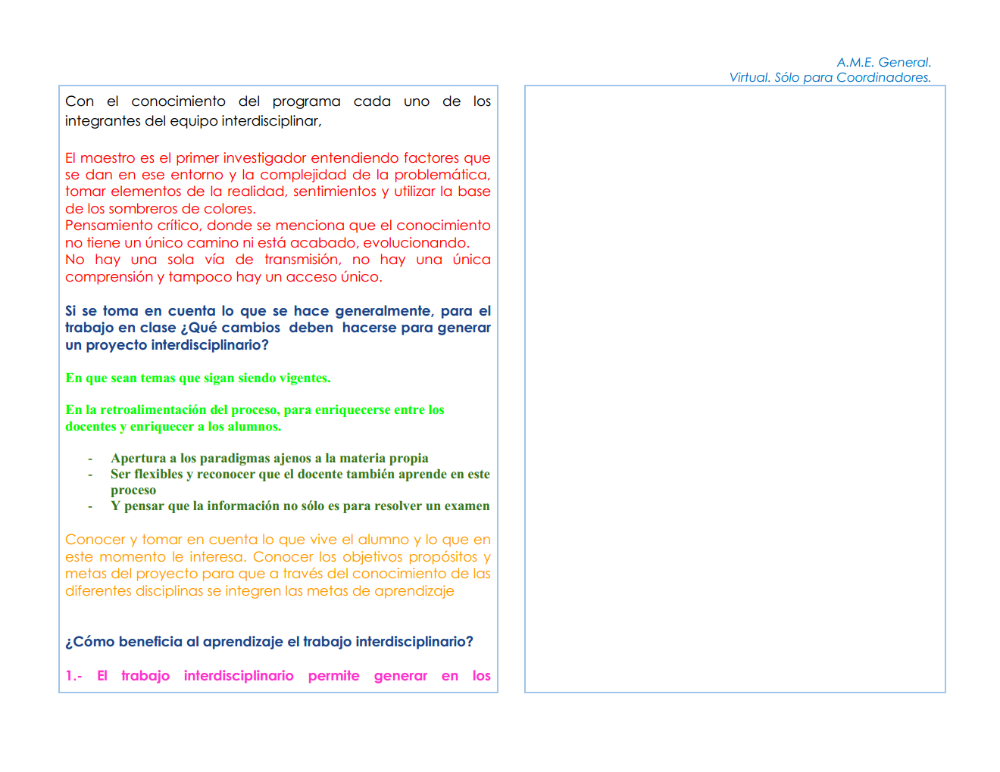 A.M.E. General.
Virtual. Sólo para Coordinadores.
Con el conocimiento del programa cada uno de los
integrantes del equipo interdisciplinar,
El maestro es el primer investigador entendiendo factores que
se dan en ese entorno y la complejidad de la problemática,
tomar elementos de la realidad, sentimientos y utilizar la base
de los sombreros de colores.
Pensamiento crítico, donde se menciona que el conocimiento
no tiene un único camino ni está acabado, evolucionando.
No hay una sola vía de transmisión, no hay una única
comprensión y tampoco hay un acceso único.
Si se toma en cuenta lo que se hace generalmente, para el
trabajo en clase ¿Qué cambios deben hacerse para generar
un proyecto interdisciplinario?
En que sean temas que sigan siendo vigentes.
En la retroalimentación del proceso, para enriquecerse entre los
docentes y enriquecer a los alumnos.
- Apertura a los paradigmas ajenos a la materia propia
- Ser flexibles y reconocer que el docente también aprende en este
proceso
- Y pensar que la información no sólo es para resolver un examen
Conocer y tomar en cuenta lo que vive el alumno y lo que en
este momento le interesa. Conocer los objetivos propósitos y
metas del proyecto para que a través del conocimiento de las
diferentes disciplinas se integren las metas de aprendizaje
¿Cómo beneficia al aprendizaje el trabajo interdisciplinario?
1.- El trabajo interdisciplinario permite generar en los